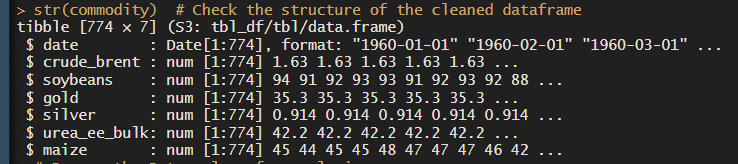 > str(commodity)  # Check the structure of the cleaned dataframe
tibble [774 × 7] (S3: tbl_df/tbl/data.frame)
 $ date        : Date[1:774], format: "1960-01-01" "1960-02-01" "1960-03-01" ...
 $ crude_brent : num [1:774] 1.63 1.63 1.63 1.63 1.63 ...
 $ soybeans    : num [1:774] 94 91 92 93 93 91 92 93 92 88 ...
 $ gold        : num [1:774] 35.3 35.3 35.3 35.3 35.3 ...
 $ silver      : num [1:774] 0.914 0.914 0.914 0.914 0.914 ...
 $ urea_ee_bulk: num [1:774] 42.2 42.2 42.2 42.2 42.2 ...
 $ maize       : num [1:774] 45 44 45 45 48 47 47 47 46 42 ...